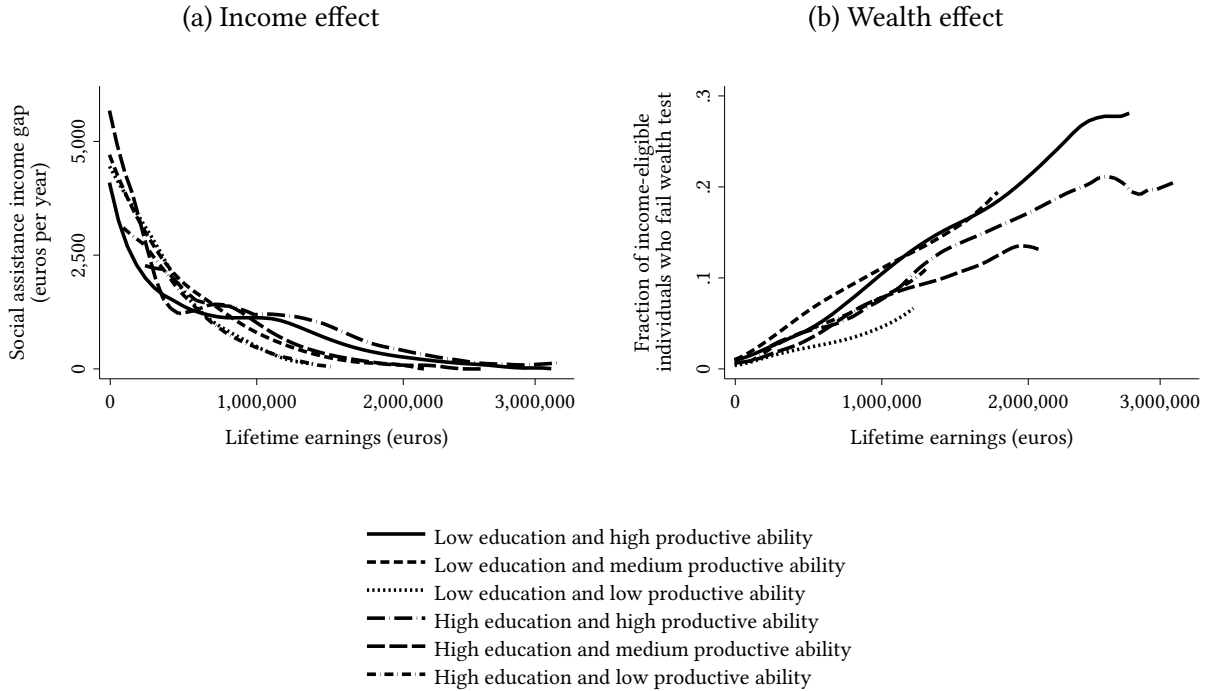 (a) Income effect
Social assistance income gap
(euros per year)
5,000
2,500
0
0
1,000,000
2,000,000
3,000,000
Lifetime earnings (euros)
(b) Wealth effect
Fraction of income-eligible
individuals who fail wealth test
.3
.2
.1
0
0
1,000,000
2,000,000
3,000,000
Lifetime earnings (euros)
Low education and high productive ability
Low education and medium productive ability
Low education and low productive ability
High education and high productive ability
High education and medium productive ability
High education and low productive ability